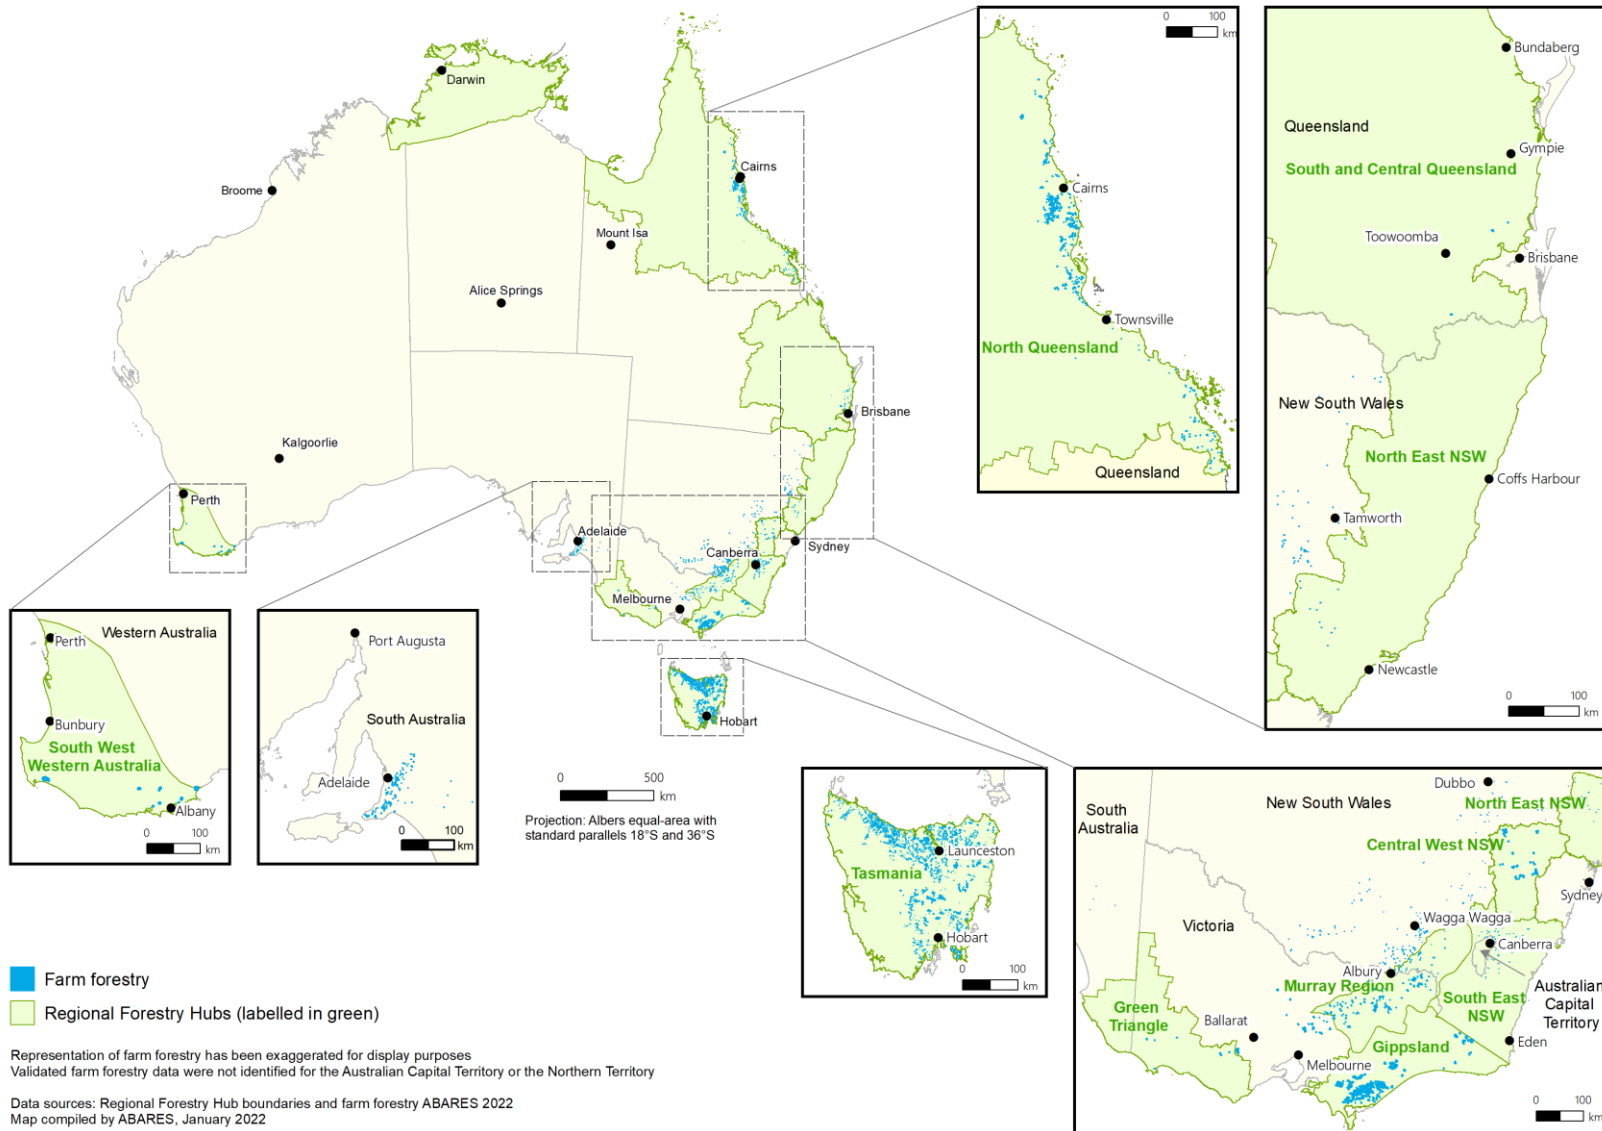 Darwin
Broome
Cairns
Mount Isa
Alice Springs
Kalgoorlie
Perth
Adelaide
Brisbane
Canberra
Sydney
Melbourne
Hobart
0 100
km
Cairns
Townsville
North Queensland
Queensland
Bundaberg
Queensland
Gympie
South and Central Queensland
Toowoomba
Brisbane
New South Wales
North East NSW
Coffs Harbour
Tamworth
Newcastle
0 100
km
Perth
Western Australia
Bunbury
South West
Western Australia
Albany
0 100
km
Port Augusta
South Australia
Adelaide
0 100
km
0 500
km
Projection: Albers equal-area with
standard parallels 18°S and 36°S
Launceston
Tasmania
Hobart
0 100
km
Dubbo
South
Australia
New South Wales
North East NSW
Central West NSW
Sydney
Victoria
Wagga Wagga
Canberra
Albury
Murray Region
Australian
Capital
Territory
South East
NSW
Green
Triangle
Ballarat
Gippsland
Eden
Melbourne
0 100
km
Farm forestry
Regional Forestry Hubs (labelled in green)
Representation of farm forestry has been exaggerated for display purposes
Validated farm forestry data were not identified for the Australian Capital Territory or the Northern Territory
Data sources: Regional Forestry Hub boundaries and farm forestry ABARES 2022
Map compiled by ABARES, January 2022